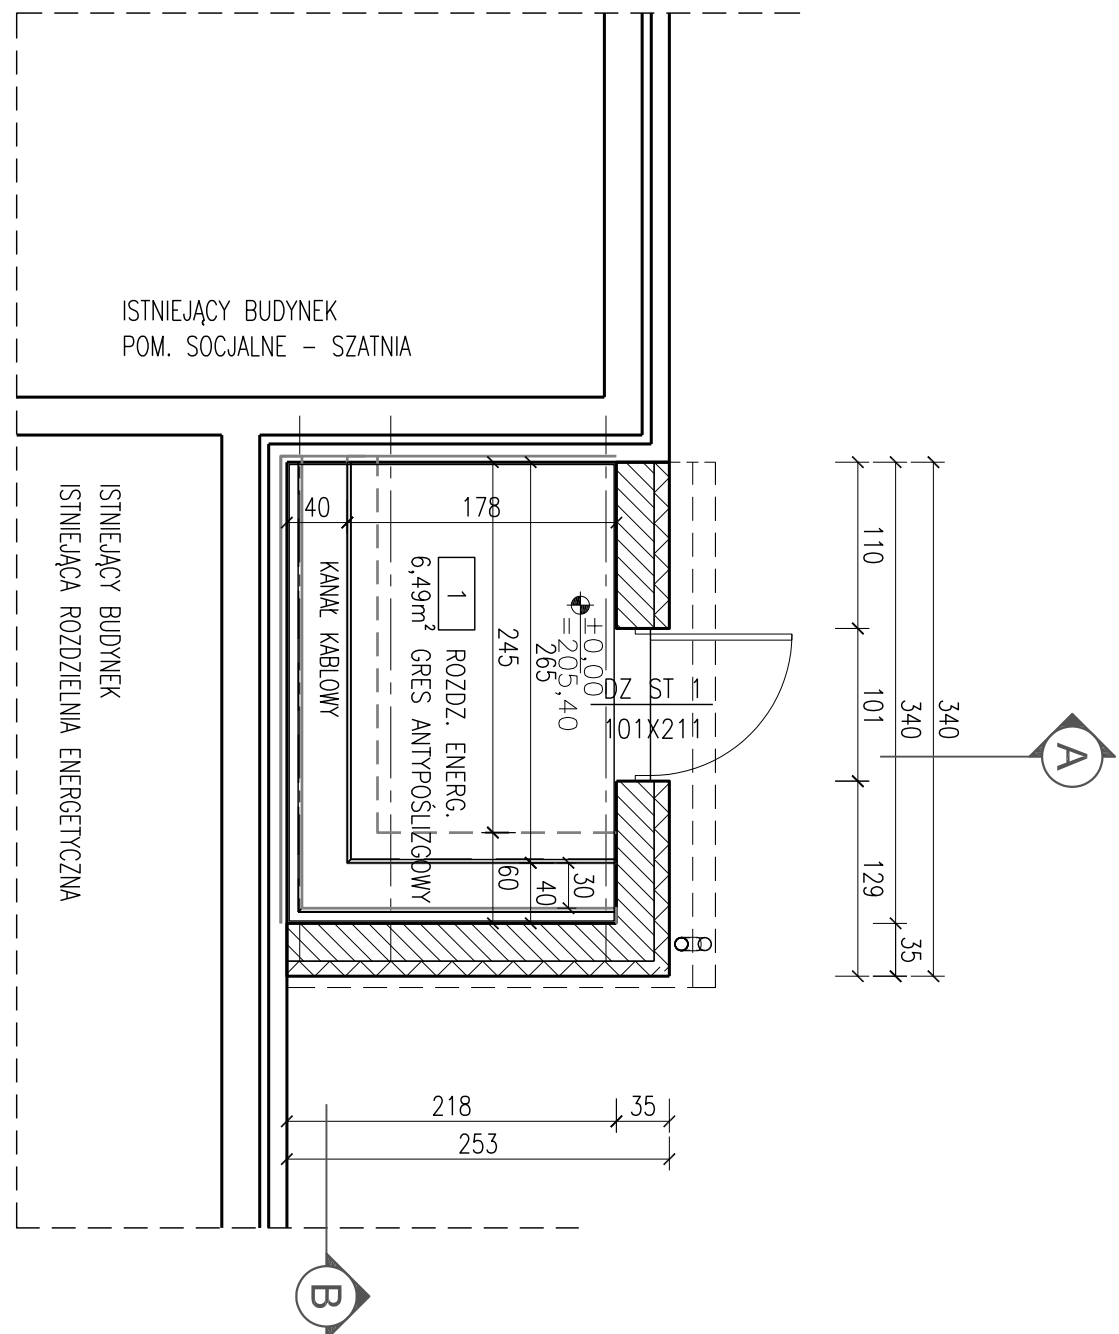 ISTNIEJĄCY BUDYNEK
POM. SOCJALNE – SZATNIA
ISTNIEJĄCY BUDYNEK
ISTNIEJĄCA ROZDZIELNIA ENERGETYCZNA
40
178
KANAŁ KABLOWY
1
ROZDZ. ENERG.
6,49m² GRES ANTYPOŚLIZGOWY
245
60
265
40
30
±0,00
=205,40
DZ ST 1
101X211
110
101
129
340
35
340
A
218
35
253
B